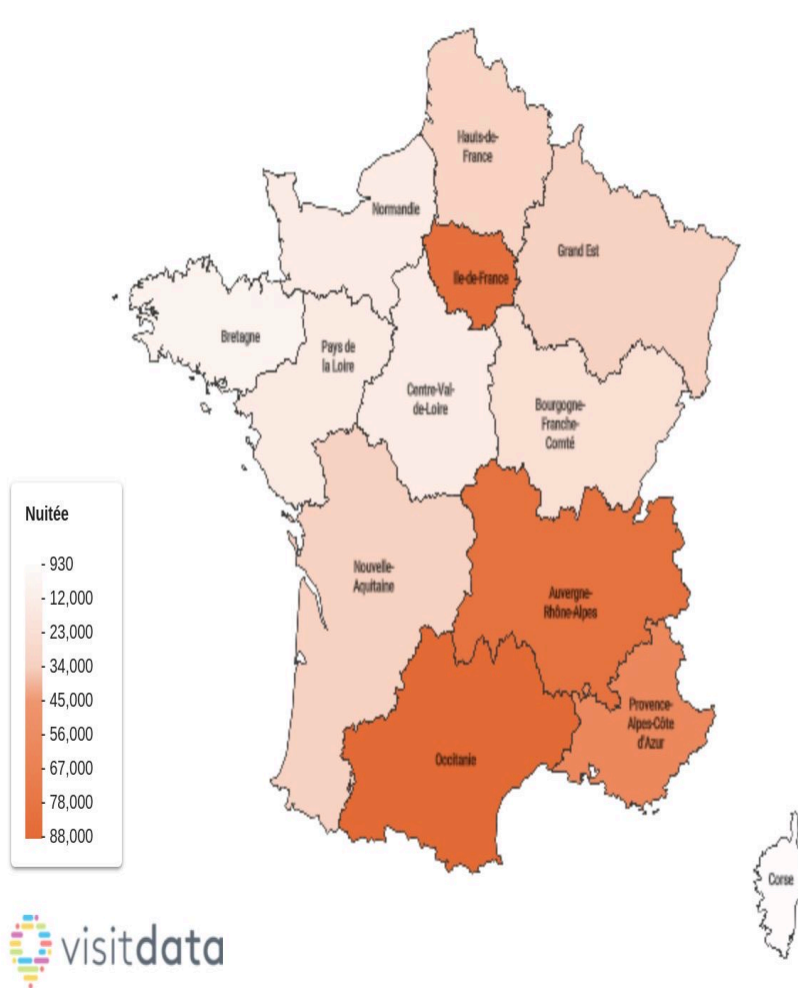 Hauts-de-
France
Normandie
Grand Est
Ile-de-France
Bretagne
Pays de
la Loire
Centre-Val-
de-Loire
Bourgogne-
Franche-
Comté
Nuitée
930
12,000
23,000
34,000
45,000
56,000
67,000
78,000
88,000
Nouvelle-
Aquitaine
Auvergne-
Rhône-Alpes
Provence-
Alpes-Côte
d'Azur
Occitanie
Corse
visitdata